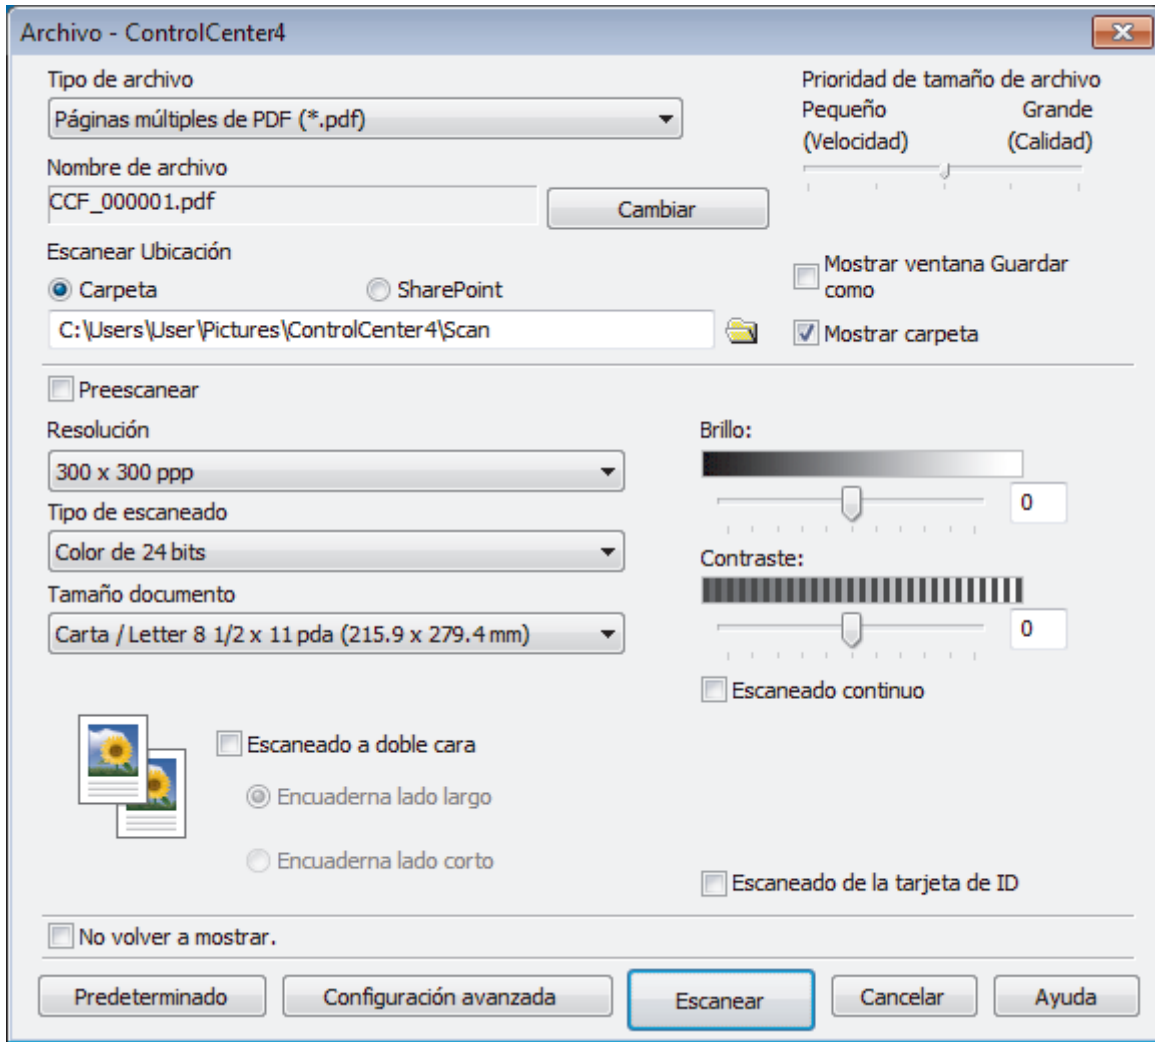 Archivo - ControlCenter4
Tipo de archivo
Páginas múltiples de PDF (*.pdf)
Prioridad de tamaño de archivo
Pequeño Grande
(Velocidad) (Calidad)
Nombre de archivo
CCF_000001.pdf
Cambiar
Escanear Ubicación
Carpeta
SharePoint
C:\Users\User\Pictures\ControlCenter4\Scan
Mostrar ventana Guardar
como
Mostrar carpeta
Preescanear
Resolución
300 x 300 ppp
Tipo de escaneado
Color de 24 bits
Tamaño documento
Carta / Letter 8 1/2 x 11 pda (215.9 x 279.4 mm)
Brillo:
0
Contraste:
0
Escaneado continuo
Escaneado a doble cara
Encuaderna lado largo
Encuaderna lado corto
Escaneado de la tarjeta de ID
No volver a mostrar.
Predeterminado
Configuración avanzada
Escanear
Cancelar
Ayuda